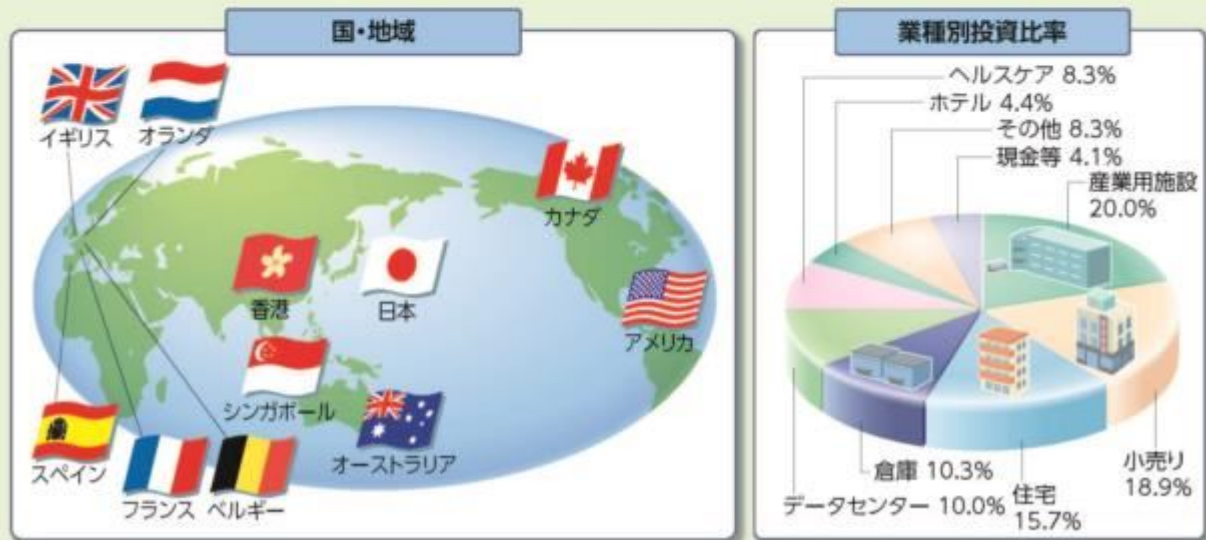 国・地域
イギリス
オランダ
カナダ
香港
日本
アメリカ
シンガポール
オーストラリア
スペイン
フランス
ベルギー
業種別投資比率
ヘルスケア 8.3%
ホテル 4.4%
その他 8.3%
現金等 4.1%
産業用施設
20.0%
小売り
18.9%
住宅
15.7%
倉庫 10.3%
データセンター 10.0%